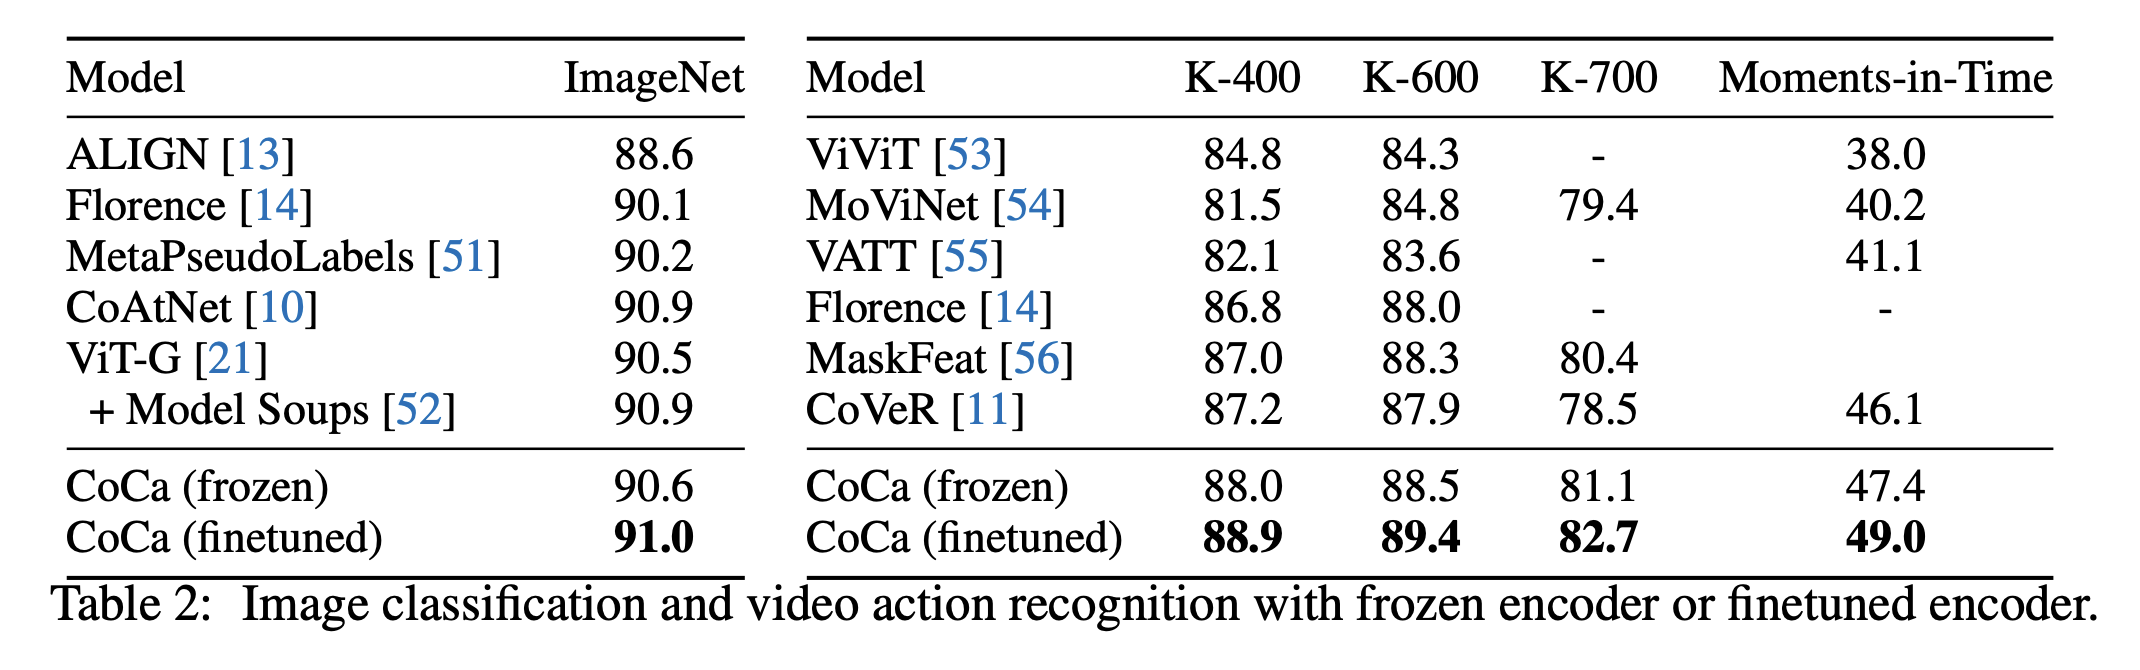 Model ImageNet
ALIGN [13] 88.6
Florence [14] 90.1
MetaPseudoLabels [51] 90.2
CoAtNet [10] 90.9
ViT-G [21] 90.5
+ Model Soups [52] 90.9
CoCa (frozen) 90.6
CoCa (finetuned) 91.0
Model K-400 K-600 K-700 Moments-in-Time
ViViT [53] 84.8 84.3 - 38.0
MoViNet [54] 81.5 84.8 79.4 40.2
VATT [55] 82.1 83.6 - 41.1
Florence [14] 86.8 88.0 - -
MaskFeat [56] 87.0 88.3 80.4
CoVeR [11] 87.2 87.9 78.5 46.1
CoCa (frozen) 88.0 88.5 81.1 47.4
CoCa (finetuned) 88.9 89.4 82.7 49.0
Table 2: Image classification and video action recognition with frozen encoder or finetuned encoder.